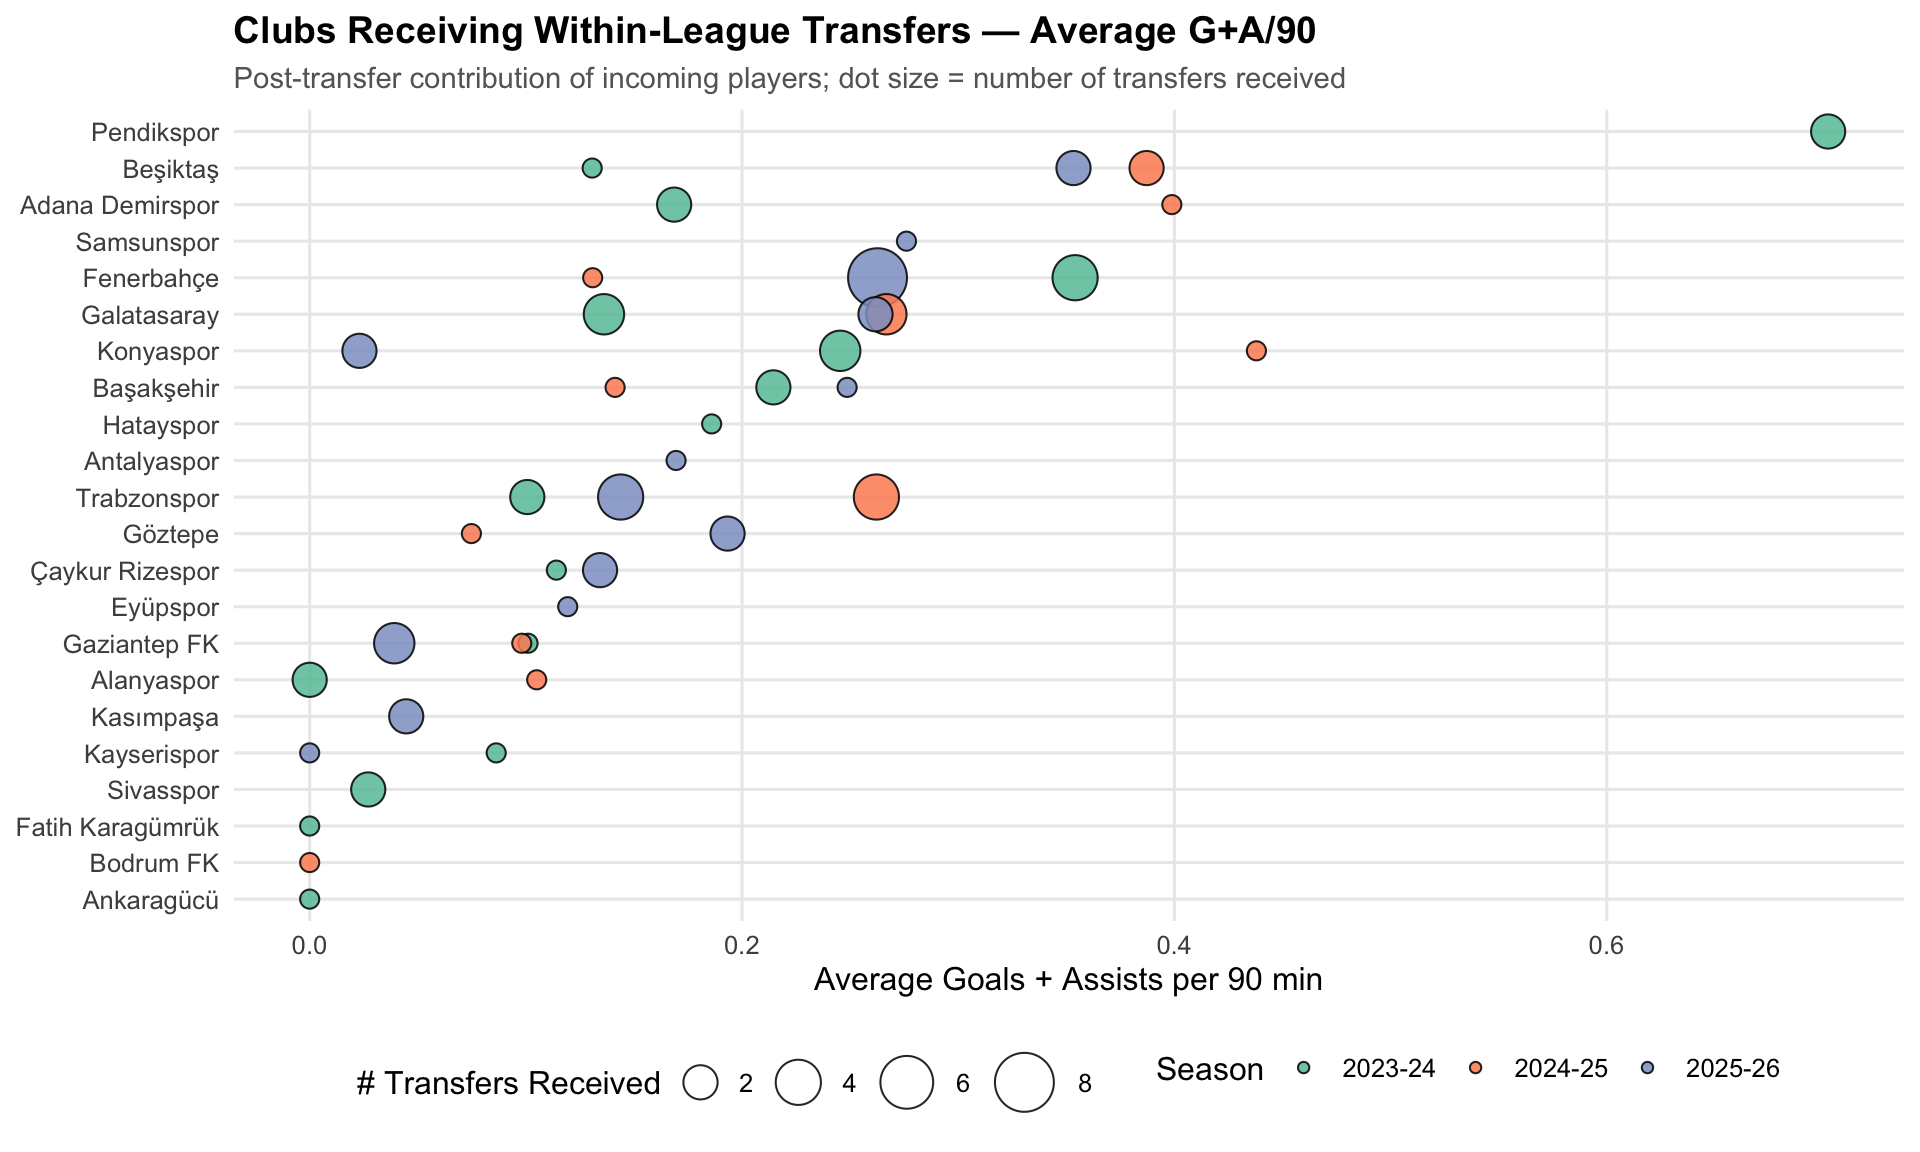 Clubs Receiving Within-League Transfers — Average G+A/90
Post-transfer contribution of incoming players; dot size = number of transfers received
Pendikspor
Beşiktaş
Adana Demirspor
Samsunspor
Fenerbahçe
Galatasaray
Konyaspor
Başakşehir
Hatayspor
Antalyaspor
Trabzonspor
Göztepe
Çaykur Rizespor
Eyüpspor
Gaziantep FK
Alanyaspor
Kasımpaşa
Kayserispor
Sivasspor
Fatih Karagümrük
Bodrum FK
Ankaragücü
0.0 0.2 0.4 0.6
Average Goals + Assists per 90 min
# Transfers Received 2 4 6 8
Season 2023-24 2024-25 2025-26